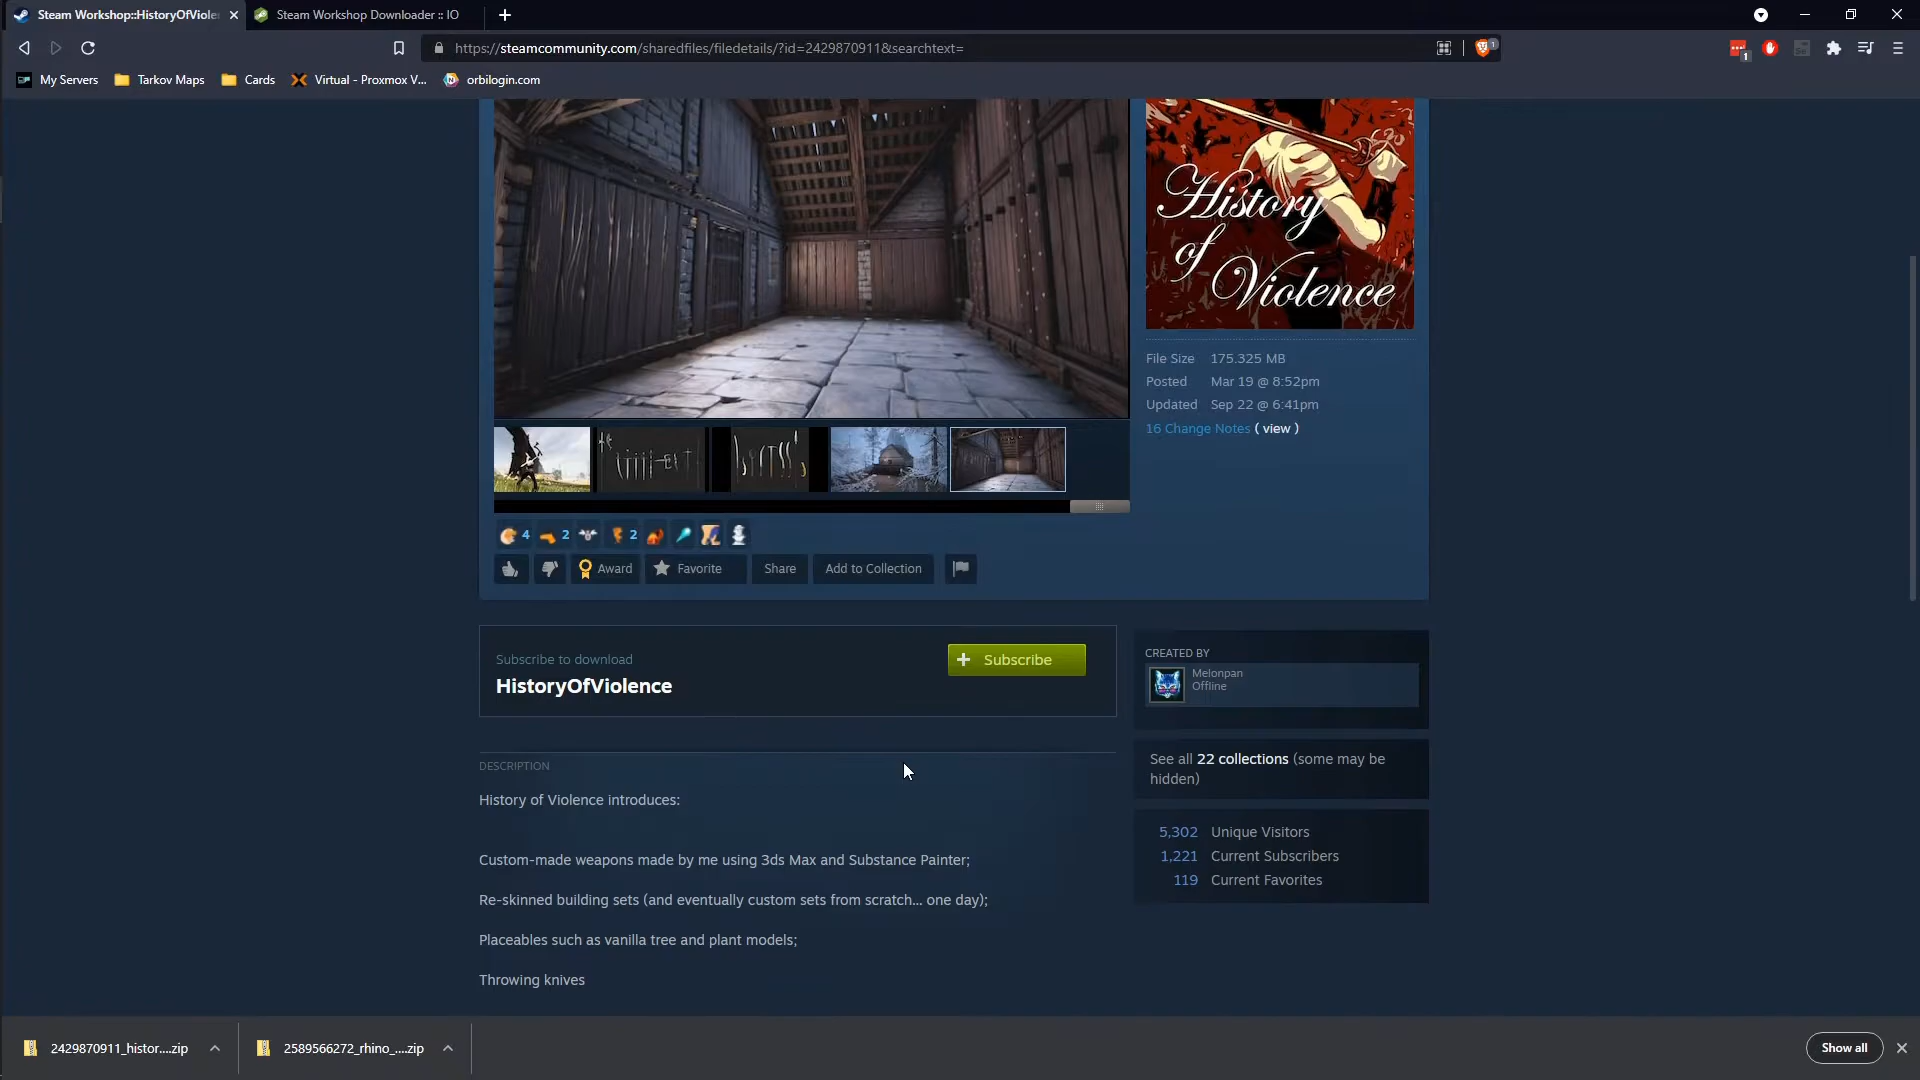 Steam Workshop::HistoryOfViole
Steam Workshop Downloader :: IO
https://steamcommunity.com/sharedfiles/filedetails/?id=2429870911&searchtext=
1
1
My Servers
Tarkov Maps
Cards
Virtual - Proxmox V...
orbilogin.com
History
of
Violence
File Size 175.325 MB
Posted Mar 19 @ 8:52pm
Updated Sep 22 @ 6:41pm
16 Change Notes ( view )
4
2
2
Award
Favorite
Share
Add to Collection
Subscribe to download
HistoryOfViolence
Subscribe
CREATED BY
Melonpan
Offline
See all 22 collections (some may be
hidden)
5,302 Unique Visitors
1,221 Current Subscribers
119 Current Favorites
DESCRIPTION
History of Violence introduces:
Custom-made weapons made by me using 3ds Max and Substance Painter;
Re-skinned building sets (and eventually custom sets from scratch... one day);
Placeables such as vanilla tree and plant models;
Throwing knives
2429870911_histor....zip
2589566272_rhino_....zip
Show all